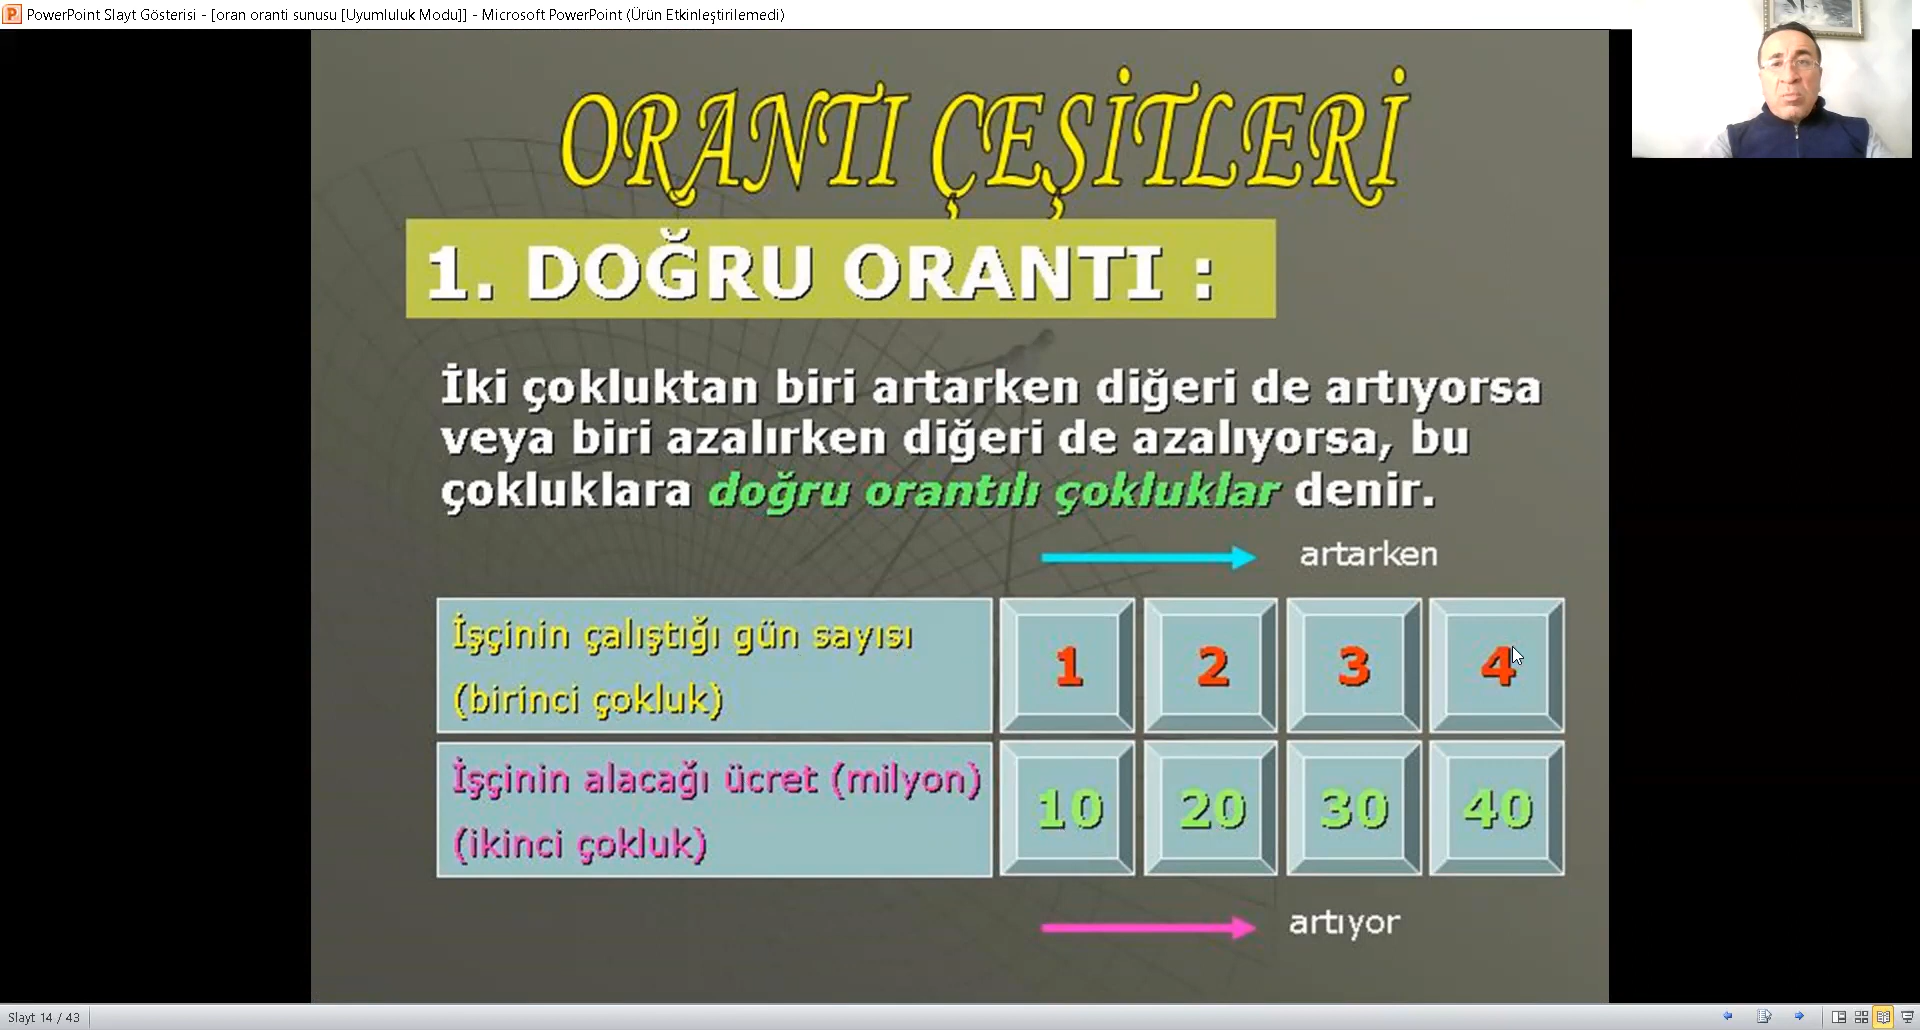 PowerPoint Slayt Gösterisi - [oran oranti sunusu [Uyumluluk Modu]] - Microsoft PowerPoint (Ürün Etkinleştirilemedi)
ORANTI ÇEŞİTLERİ
1. DOĞRU ORANTI :
İki çokluktan biri artarken diğeri de artıyorsa
veya biri azalırken diğeri de azalıyorsa, bu
çokluklara doğru orantılı çokluklar denir.
artarken
İşçinin çalıştığı gün sayısı
(birinci çokluk)
1 2 3 4
İşçinin alacağı ücret (milyon)
(ikinci çokluk)
10 20 30 40
artıyor
Slayt 14 / 43